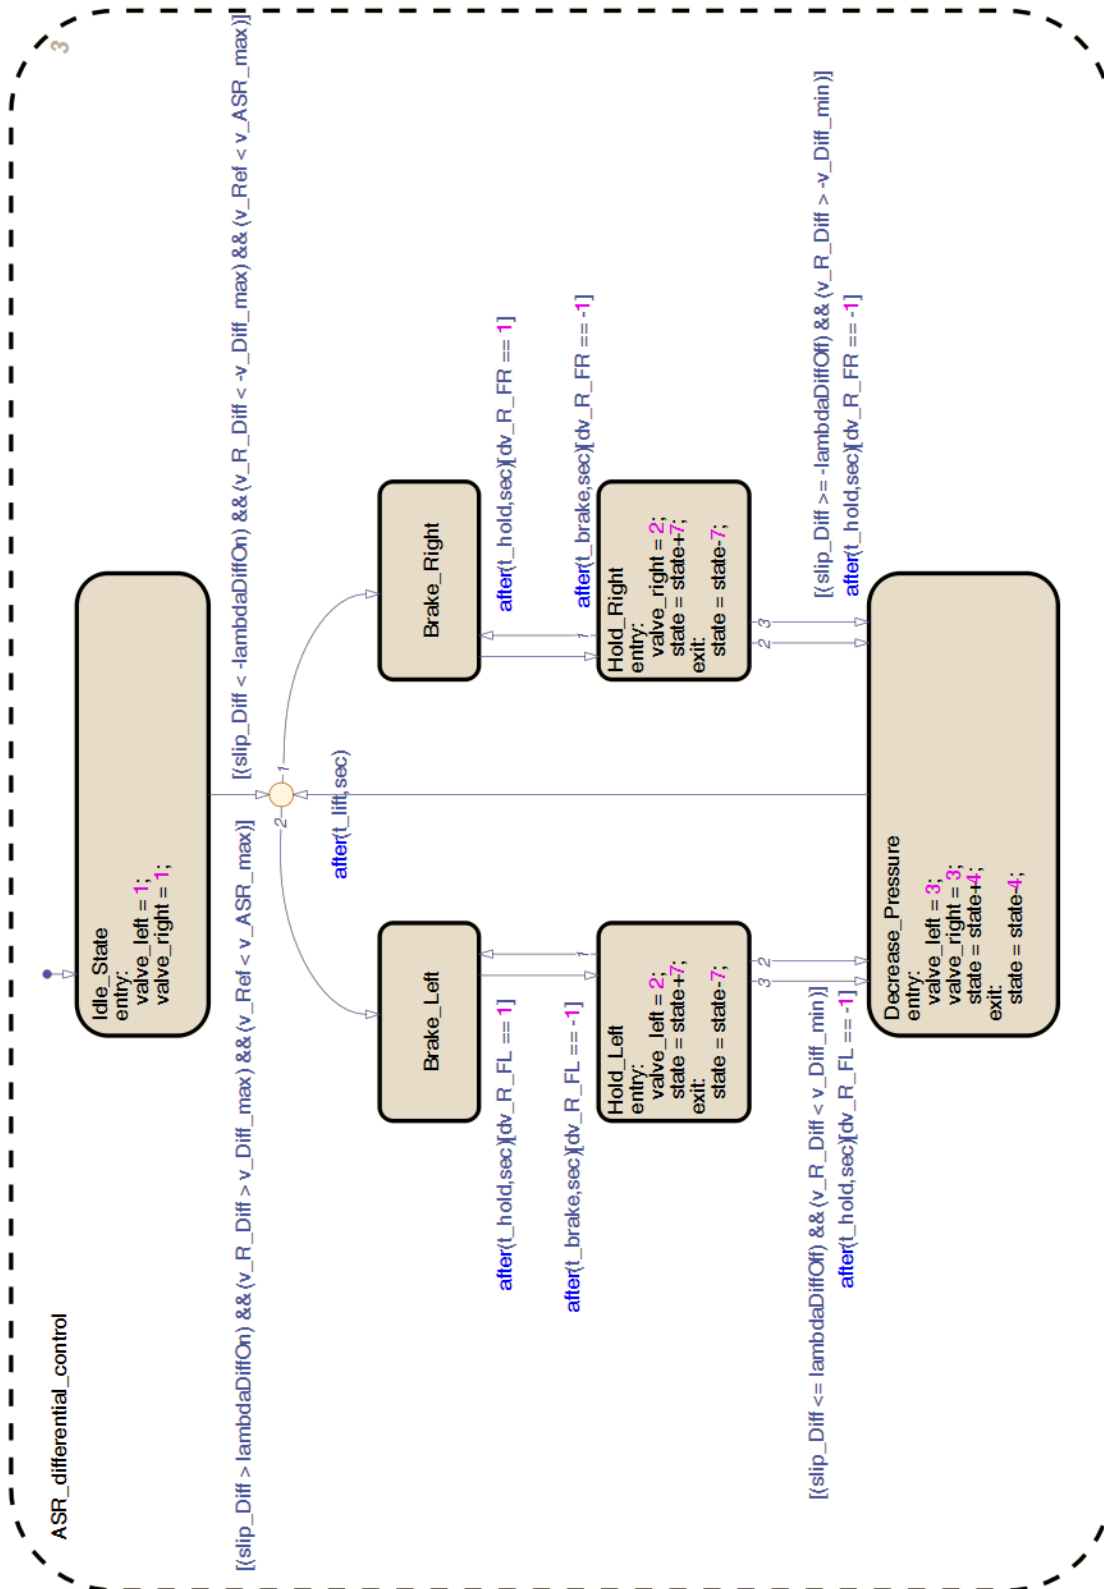 ASR_differential_control
3
Idle_State
entry:
valve_left = 1;
valve_right = 1;
[(slip_Diff > lambdaDiffOn) && (v_R_Diff > v_Diff_max) && (v_Ref < v_ASR_max)]
[(slip_Diff < -lambdaDiffOn) && (v_R_Diff < -v_Diff_max) && (v_Ref < v_ASR_max)]
2
1
after(t_lift,sec)
Brake_Left
Brake_Right
after(t_hold,sec)[dv_R_FL == 1]
after(t_hold,sec)[dv_R_FR == 1]
after(t_brake,sec)[dv_R_FL == -1]
after(t_brake,sec)[dv_R_FR == -1]
1
1
Hold_Left
entry:
valve_left = 2;
state = state+7;
exit:
state = state-7;
Hold_Right
entry:
valve_right = 2;
state = state+7;
exit:
state = state-7;
3
2
2
3
[(slip_Diff <= lambdaDiffOff) && (v_R_Diff < v_Diff_min)]
after(t_hold,sec)[dv_R_FL == -1]
[(slip_Diff >= -lambdaDiffOff) && (v_R_Diff > -v_Diff_min)]
after(t_hold,sec)[dv_R_FR == -1]
Decrease_Pressure
entry:
valve_left = 3;
valve_right = 3;
state = state+4;
exit:
state = state-4;